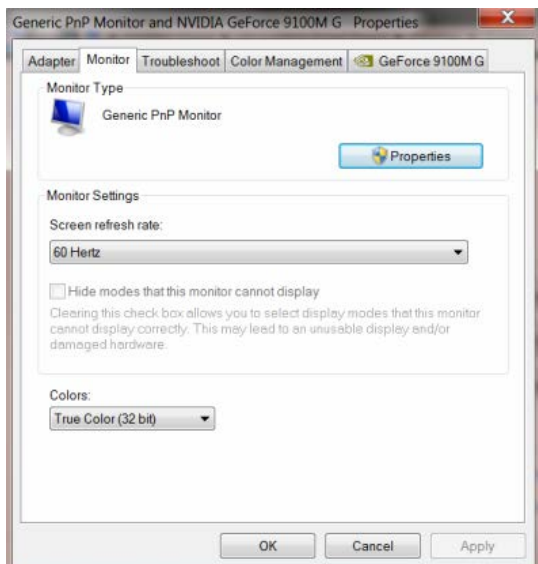 Generic PnP Monitor and NVIDIA GeForce 9100M G Properties
Adapter Monitor Troubleshoot Color Management GeForce 9100M G
Monitor Type
Generic PnP Monitor
Properties
Monitor Settings
Screen refresh rate:
60 Hertz
Hide modes that this monitor cannot display
Clearing this check box allows you to select display modes that this monitor
cannot display correctly. This may lead to an unusable display and/or
damaged hardware.
Colors:
True Color (32 bit)
OK Cancel Apply